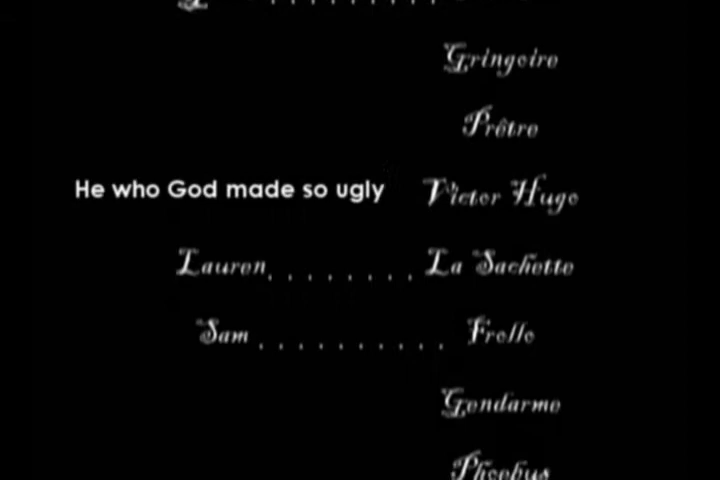 Gringoire
Prêtre
He who God made so ugly Victor Hugo
Lauren. . . . . . . . La Sachette
Sam . . . . . . . . . . Frollo
Gendarme
Phoebus